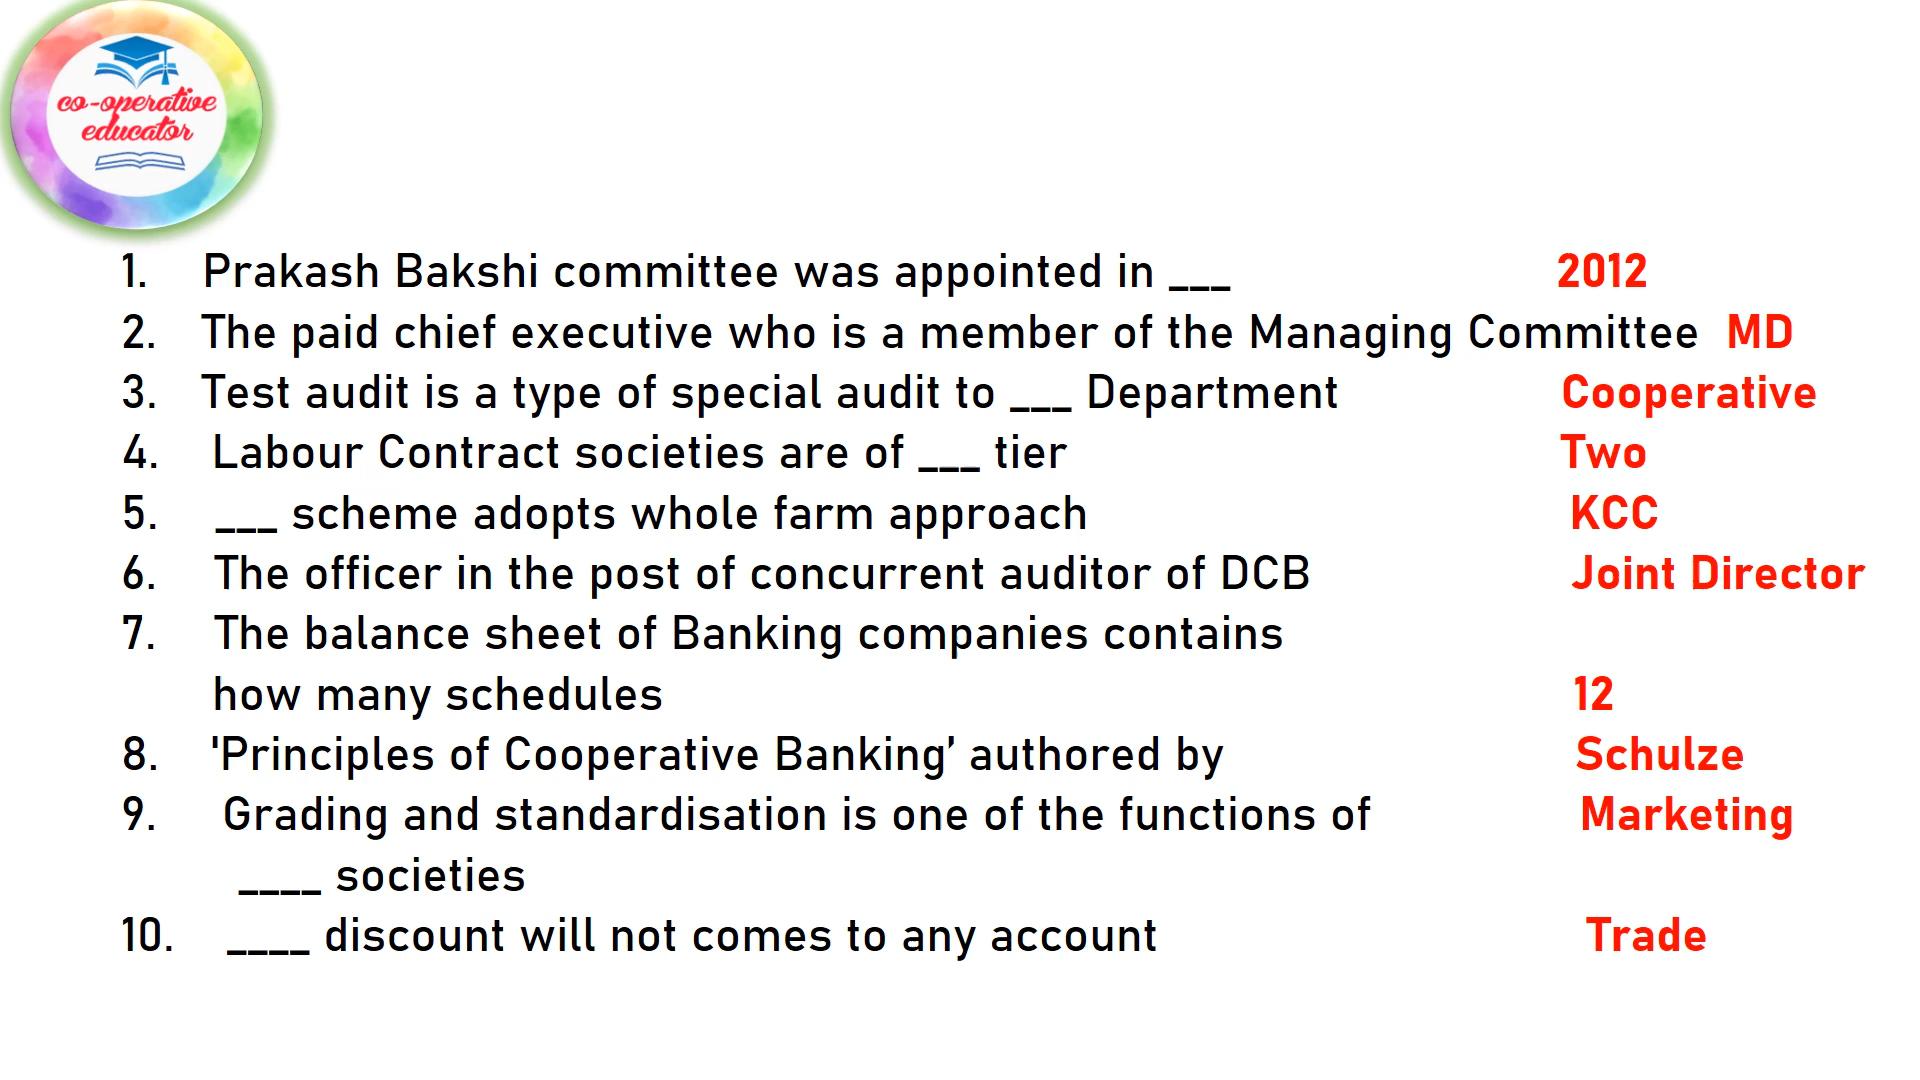 co-operative
educator
1. Prakash Bakshi committee was appointed in ___ 2012
2. The paid chief executive who is a member of the Managing Committee MD
3. Test audit is a type of special audit to ___ Department Cooperative
4. Labour Contract societies are of ___ tier Two
5. ___ scheme adopts whole farm approach KCC
6. The officer in the post of concurrent auditor of DCB Joint Director
7. The balance sheet of Banking companies contains
how many schedules 12
8. 'Principles of Cooperative Banking’ authored by Schulze
9. Grading and standardisation is one of the functions of Marketing
____ societies
10. ____ discount will not comes to any account Trade